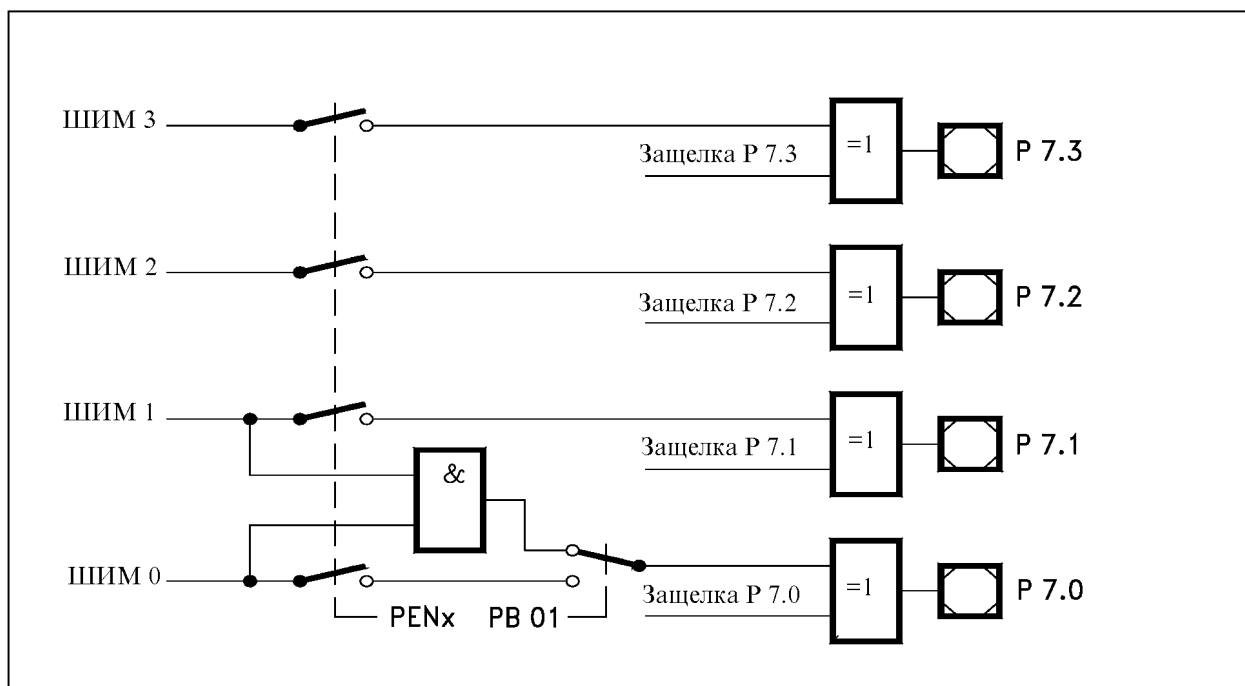 ШИМ 3
Защелка Р 7.3
=1
Р 7.3
ШИМ 2
Защелка Р 7.2
=1
Р 7.2
ШИМ 1
&
Защелка Р 7.1
=1
Р 7.1
ШИМ 0
Защелка Р 7.0
=1
Р 7.0
PENx
PB 01